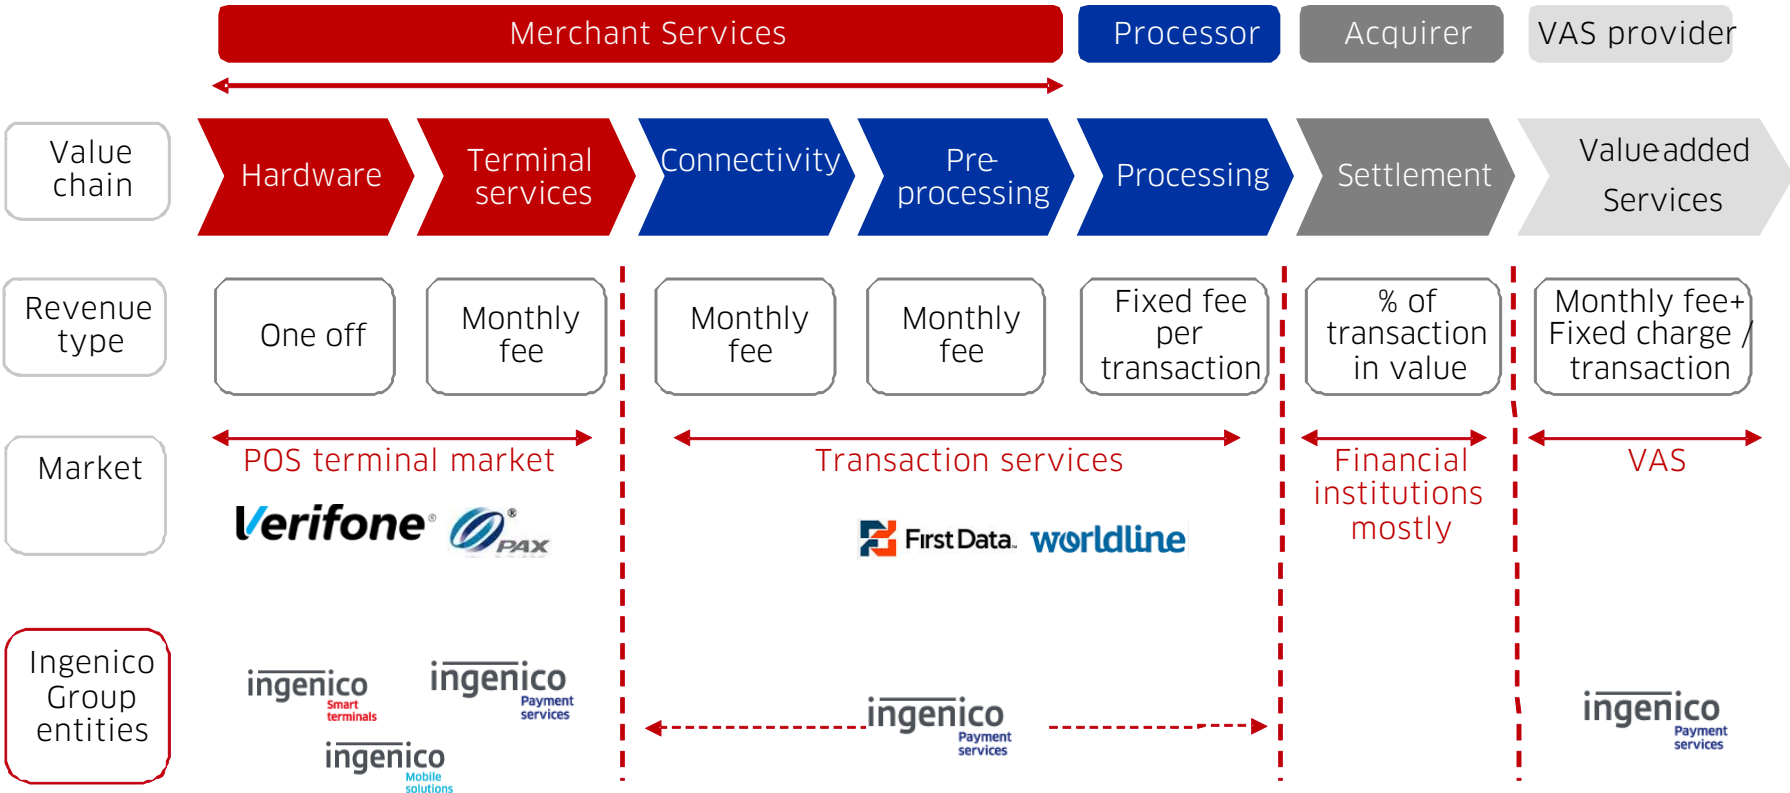 Merchant Services
Processor
Acquirer
VAS provider
Value
chain
Hardware
Terminal
services
Connectivity
Pre-
processing
Processing
Settlement
Valueadded
Services
Revenue
type
One off
Monthly
fee
Monthly
fee
Monthly
fee
Fixed fee
per
transaction
% of
transaction
in value
Monthly fee+
Fixed charge /
transaction
Market
POS terminal market
Transaction services
Financial
institutions
mostly
VAS
Verifone®
PAX®
First Data.
worldline
Ingenico
Group
entities
ingenico
Smart
terminals
ingenico
Payment
services
ingenico
Mobile
solutions
ingenico
Payment
services
ingenico
Payment
services